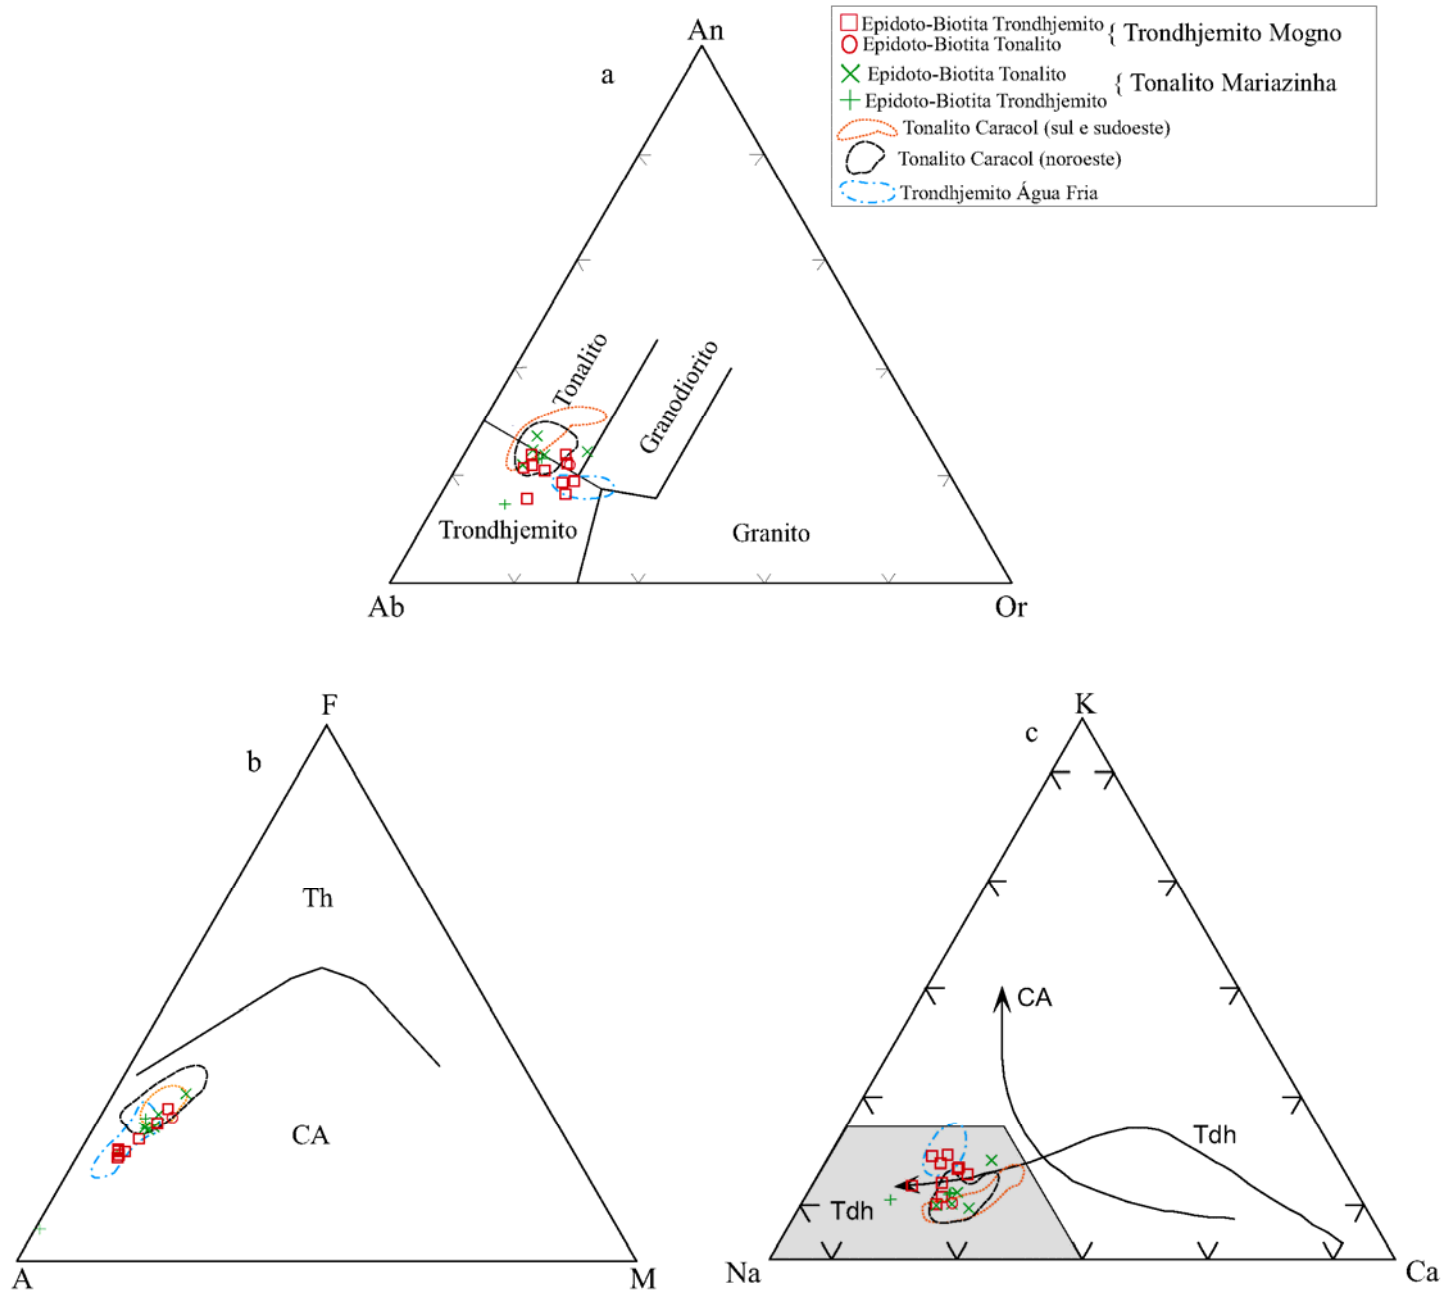 An
a
Epidoto-Biotita Trondhjemito
Epidoto-Biotita Tonalito
{ Trondhjemito Mogno
Epidoto-Biotita Tonalito
Epidoto-Biotita Trondhjemito
{ Tonalito Mariazinha
Tonalito Caracol (sul e sudoeste)
Tonalito Caracol (noroeste)
Trondhjemito Água Fria
Tonalito
Granodiorito
Trondhjemito
Granito
Ab
Or
F
b
Th
CA
A
M
K
c
CA
Tdh
Tdh
Na
Ca